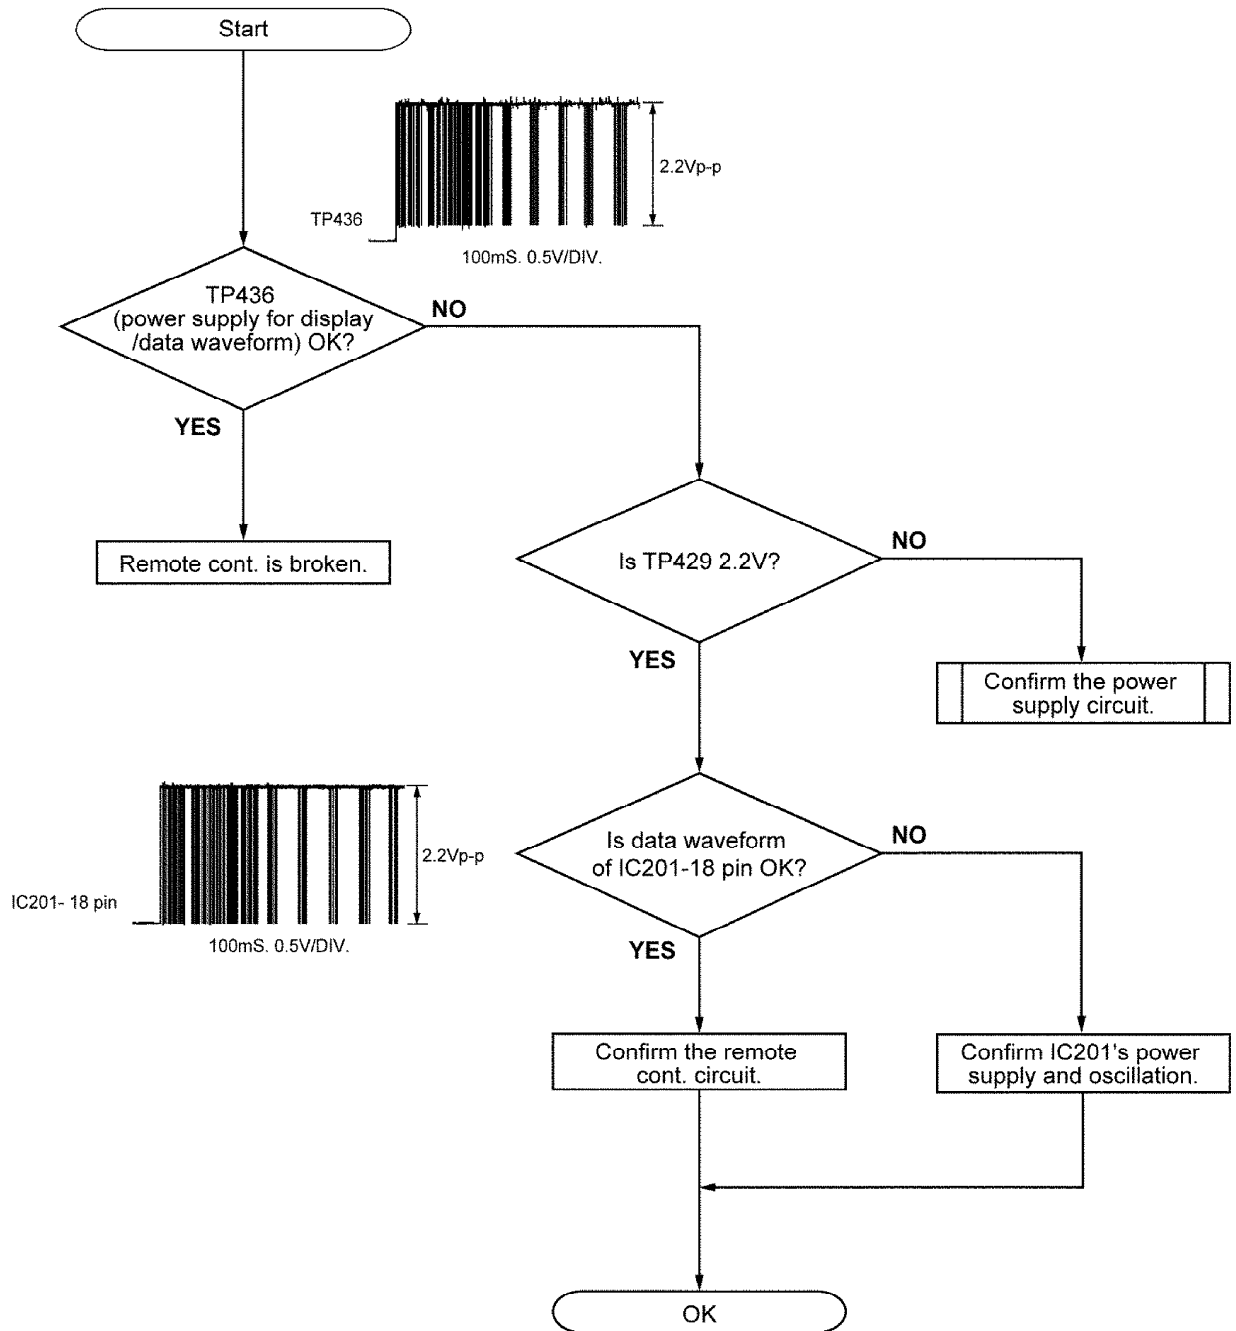 Start
2.2Vp-p
TP436
100mS. 0.5V/DIV.
TP436
(power supply for display
/data waveform) OK?
NO
YES
Remote cont. is broken.
Is TP429 2.2V?
NO
YES
Confirm the power
supply circuit.
2.2Vp-p
IC201- 18 pin
100mS. 0.5V/DIV.
Is data waveform
of IC201-18 pin OK?
NO
YES
Confirm the remote
cont. circuit.
Confirm IC201's power
supply and oscillation.
OK